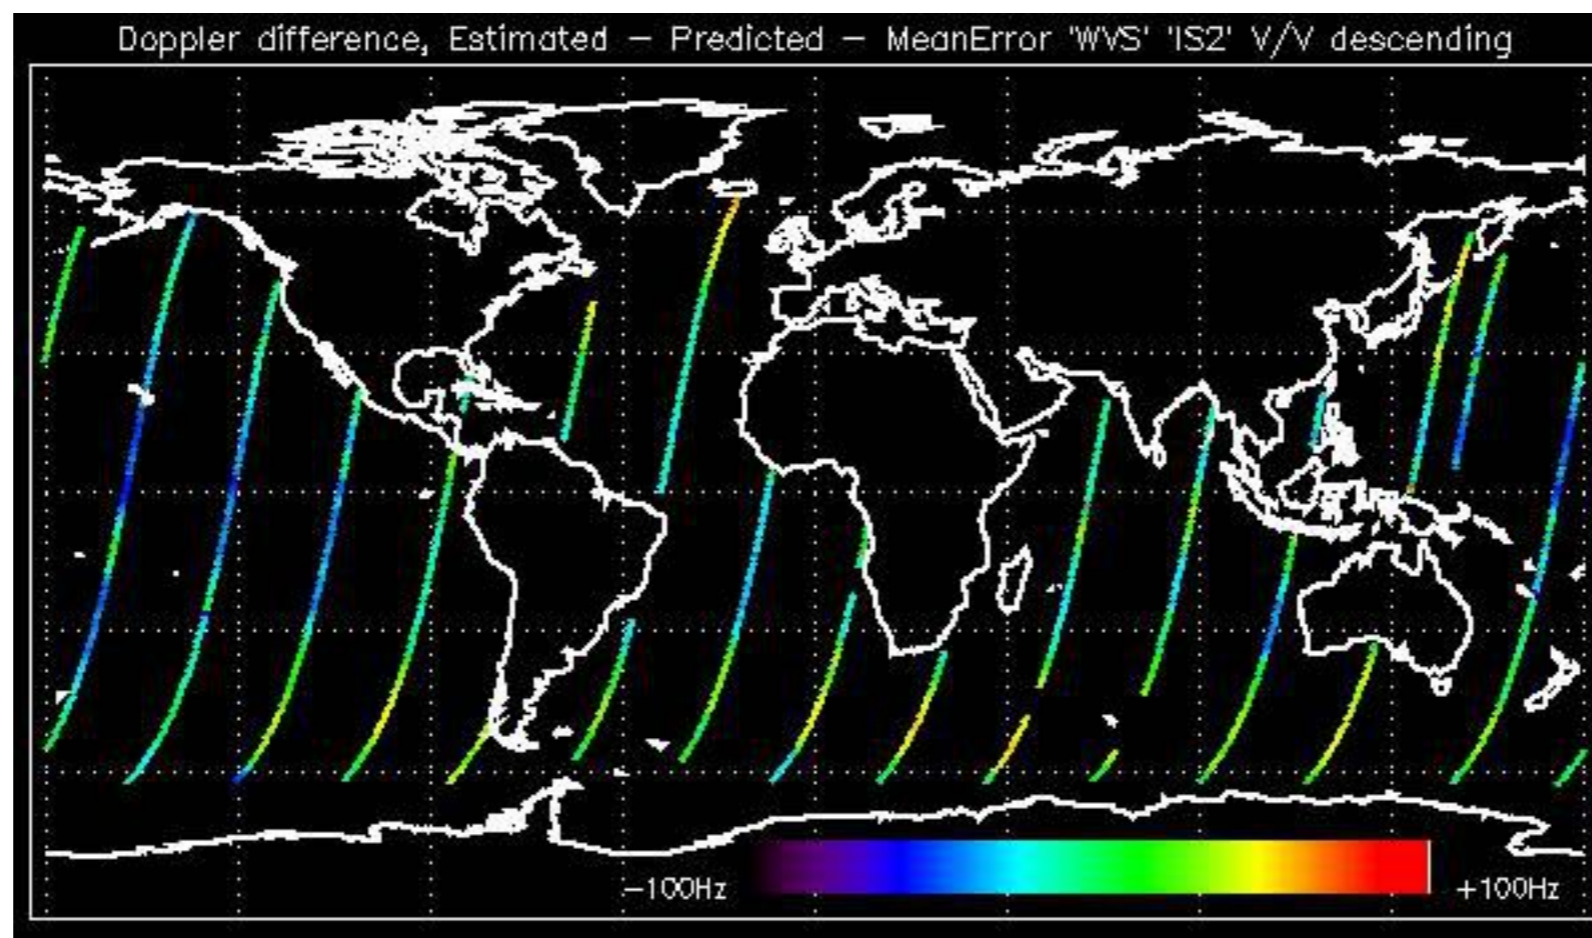 Doppler difference, Estimated – Predicted – MeanError 'WVS' 'IS2' V/V descending
–100Hz
+100Hz